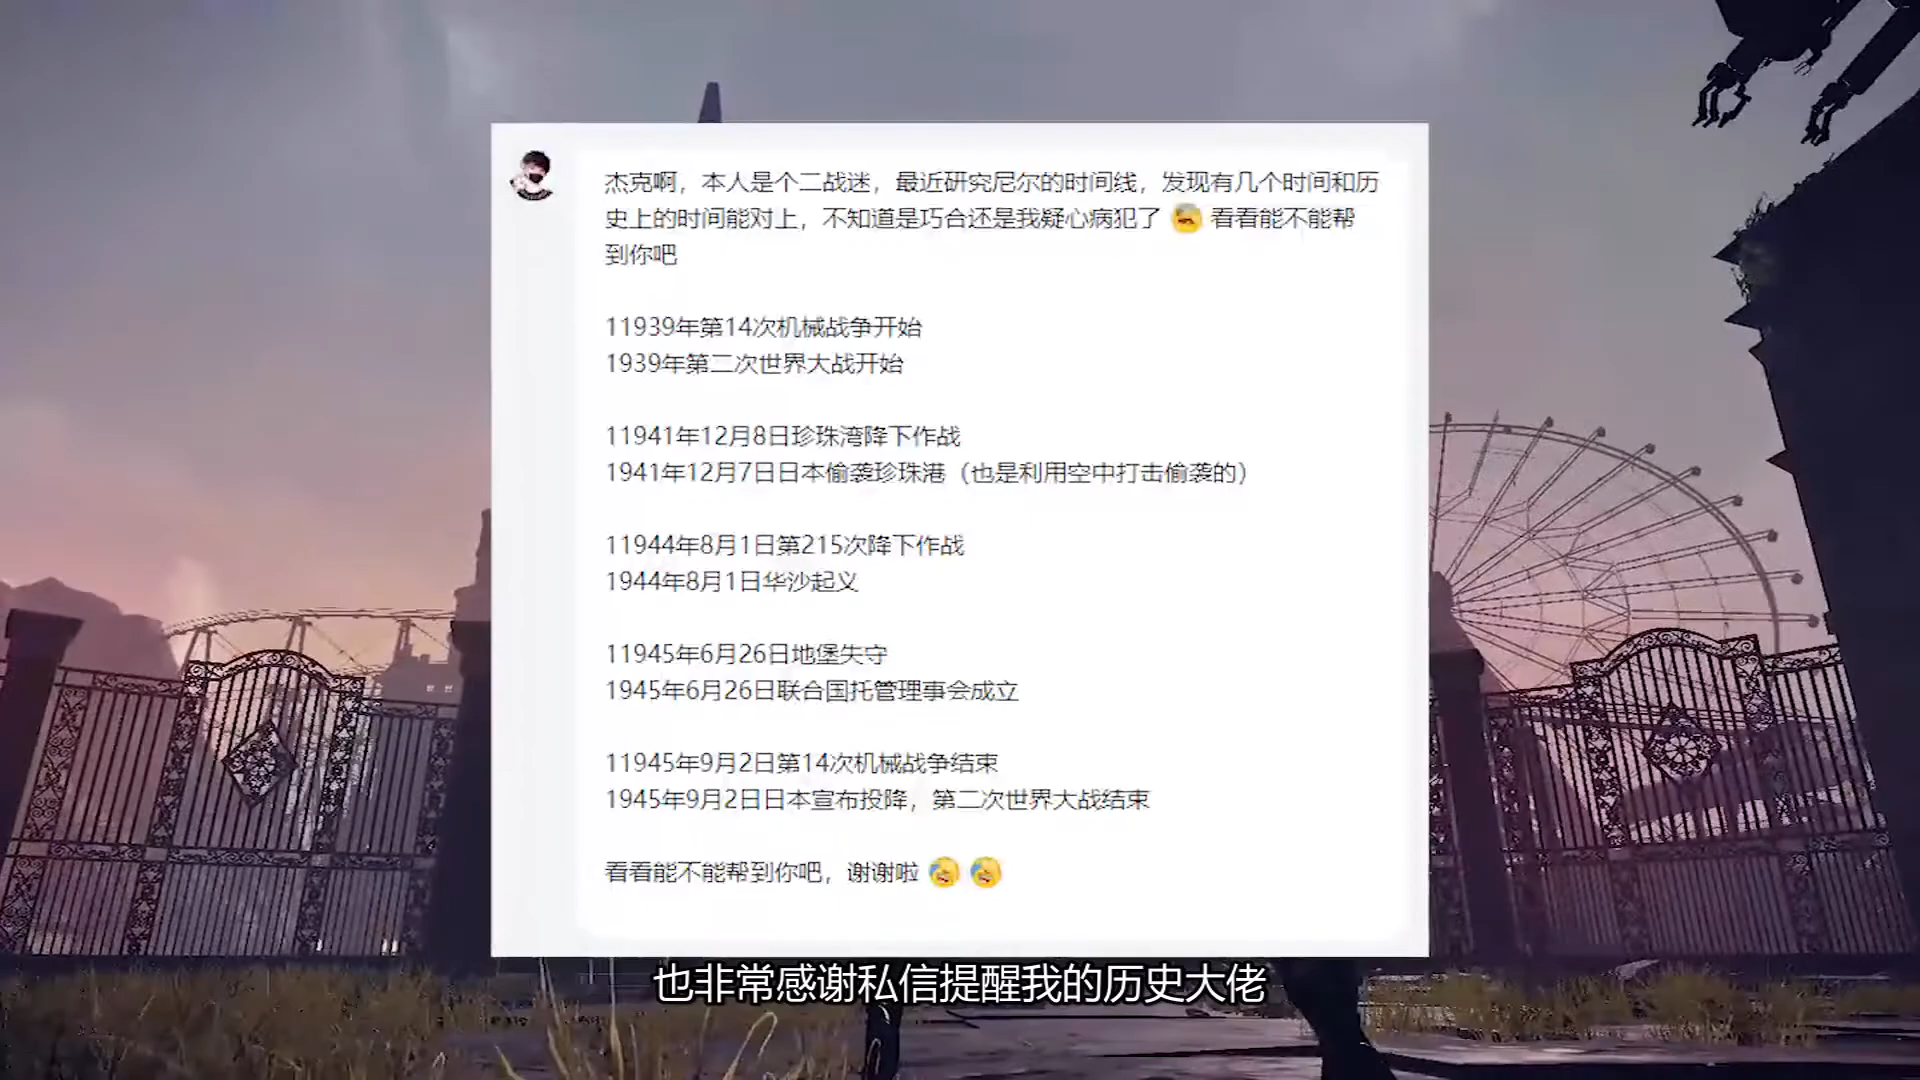 杰克啊，本人是个二战迷，最近研究尼尔的时间线，发现有几个时间和历
史上的时间能对上，不知道是巧合还是我疑心病犯了 看看能不能帮
到你吧
11939年第14次机械战争开始
1939年第二次世界大战开始
11941年12月8日珍珠湾降下作战
1941年12月7日日本偷袭珍珠港（也是利用空中打击偷袭的）
11944年8月1日第215次降下作战
1944年8月1日华沙起义
11945年6月26日地堡失守
1945年6月26日联合国托管理事会成立
11945年9月2日第14次机械战争结束
1945年9月2日日本宣布投降，第二次世界大战结束
看看能不能帮到你吧，谢谢啦
也非常感谢私信提醒我的历史大佬